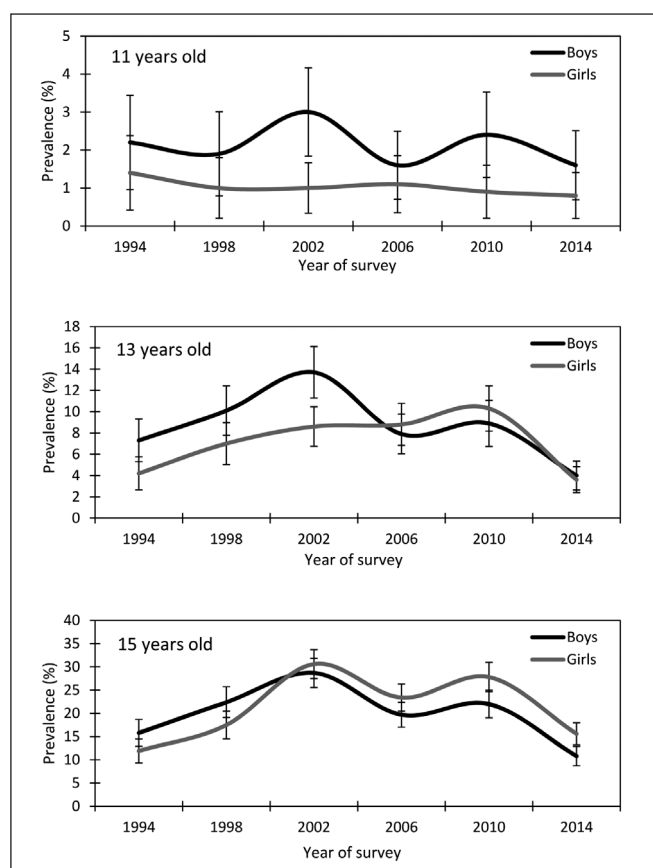 5
4
3
2
1
0
Prevalence (%)
11 years old
Boys
Girls
1994 1998 2002 2006 2010 2014
Year of survey
18
16
14
12
10
8
6
4
2
0
Prevalence (%)
13 years old
Boys
Girls
1994 1998 2002 2006 2010 2014
Year of survey
40
35
30
25
20
15
10
5
0
Prevalence (%)
15 years old
Boys
Girls
1994 1998 2002 2006 2010 2014
Year of survey